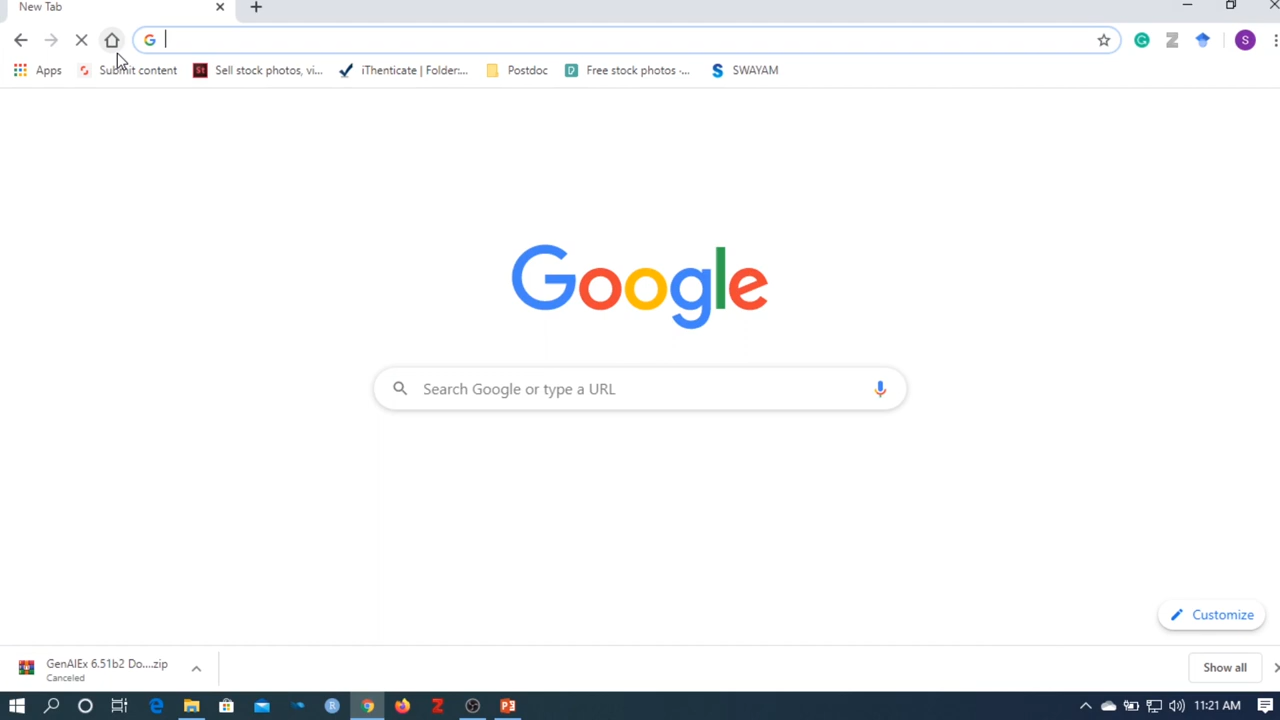 New Tab
Apps
Submit content
Sell stock photos, vi...
iThenticate | Folder:...
Postdoc
Free stock photos -...
SWAYAM
S
Google
Search Google or type a URL
Customize
GenAlEx 6.51b2 Do....zip
Canceled
Show all
11:21 AM